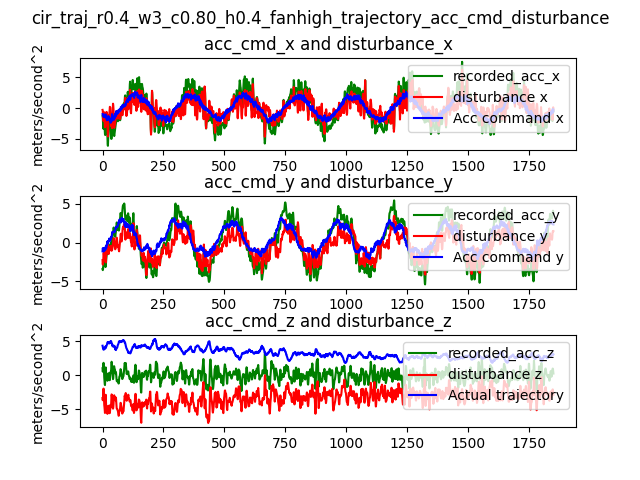 cir_traj_r0.4_w3_c0.80_h0.4_fanhigh_trajectory_acc_cmd_disturbance
acc_cmd_x and disturbance_x
meters/second^2
5
0
−5
recorded_acc_x
disturbance x
Acc command x
0 250 500 750 1000 1250 1500 1750
acc_cmd_y and disturbance_y
meters/second^2
5
0
−5
recorded_acc_y
disturbance y
Acc command y
0 250 500 750 1000 1250 1500 1750
acc_cmd_z and disturbance_z
meters/second^2
5
0
−5
recorded_acc_z
disturbance z
Actual trajectory
0 250 500 750 1000 1250 1500 1750